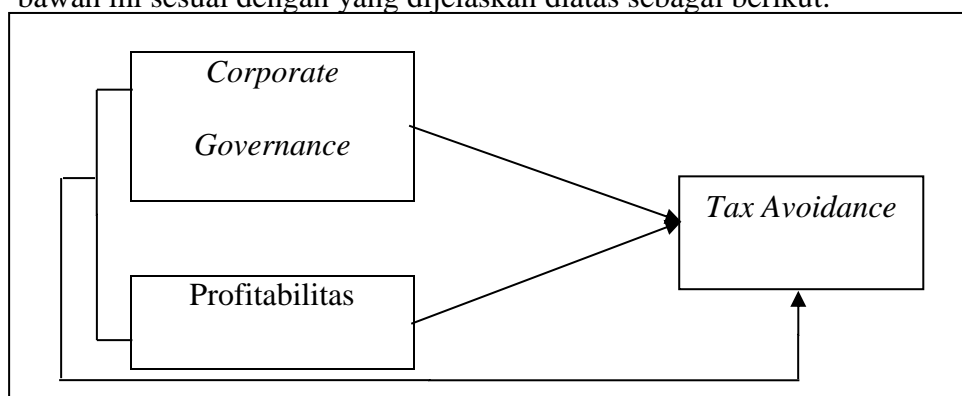 bawah ini sesuai dengan yang dijelaskan diatas sebagai berikut:
Corporate
Governance
Tax Avoidance
Profitabilitas